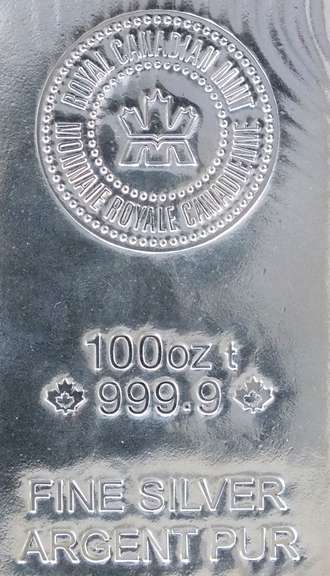 ROYAL CANADIAN MINT
MONNAIE ROYALE CANADIENNE
100oz t
999.9
FINE SILVER
ARGENT PUR